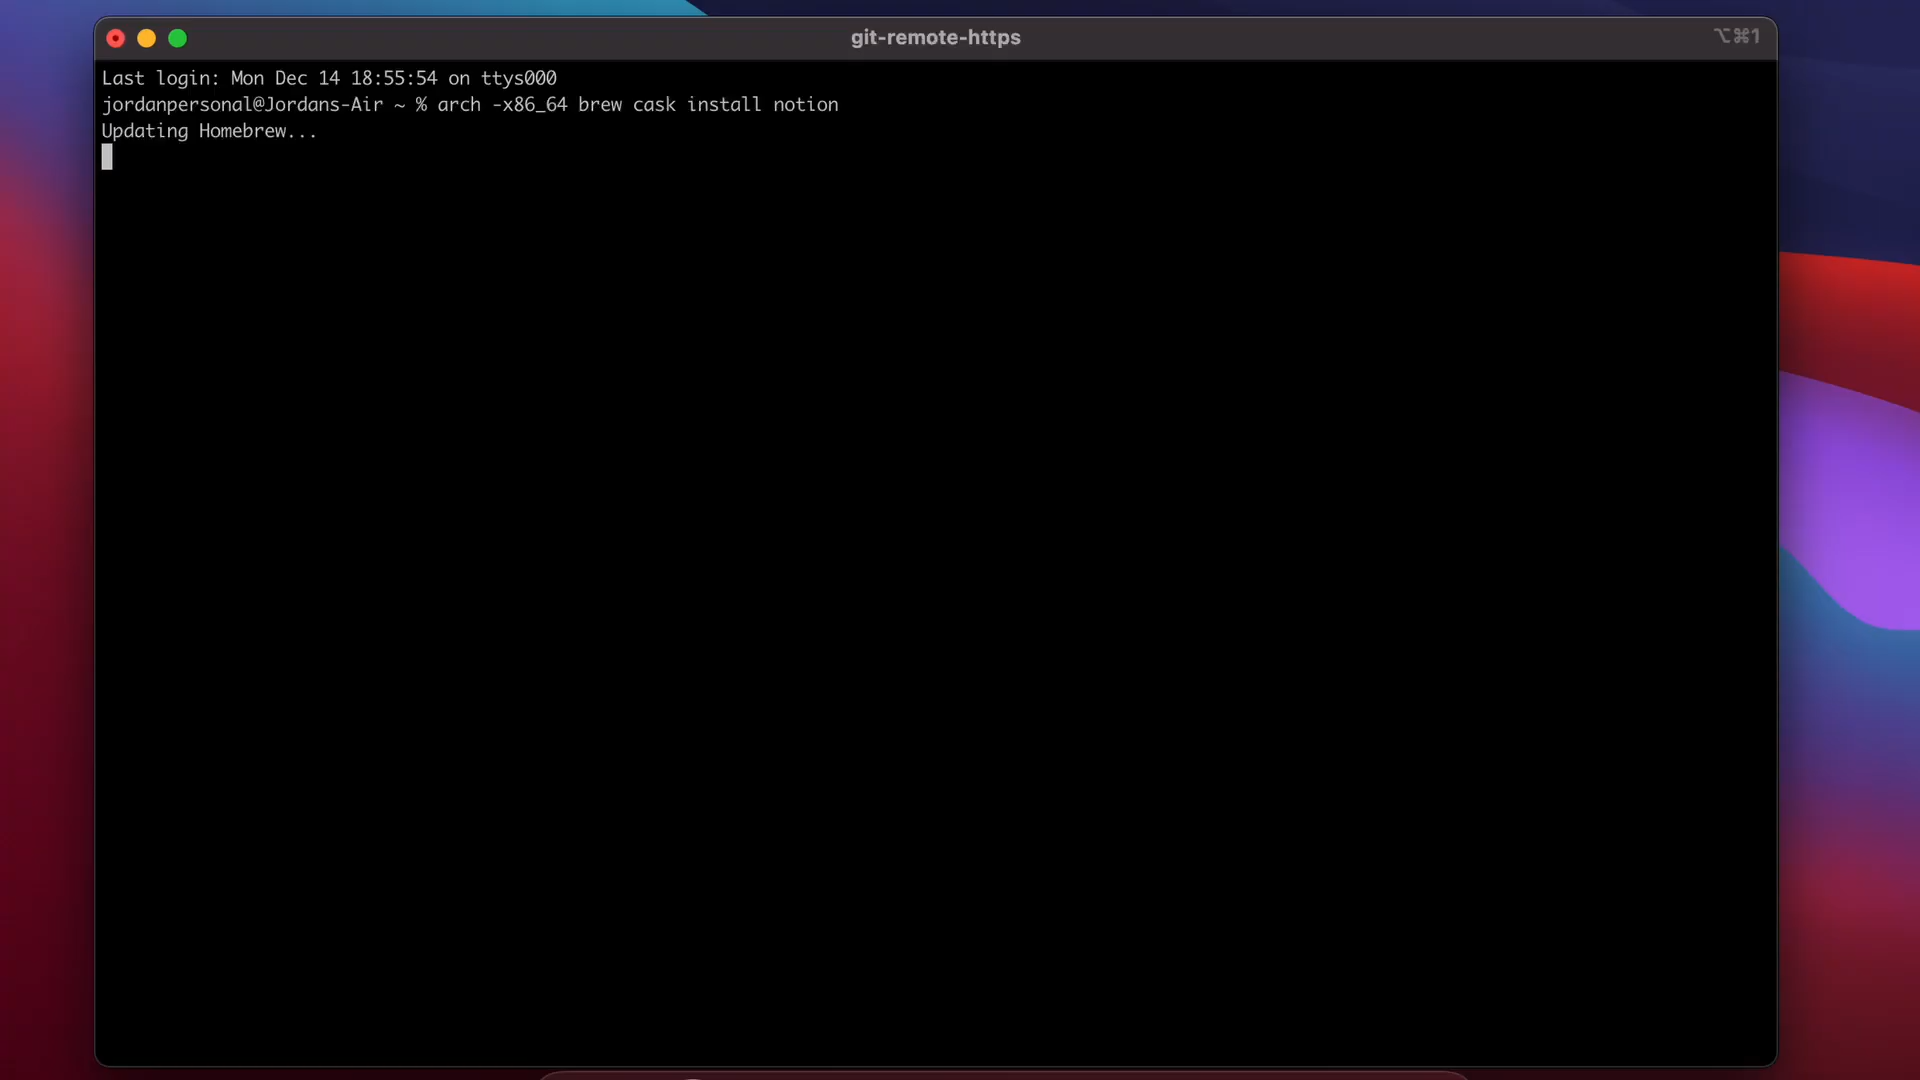 git-remote-https
⌥⌘1
Last login: Mon Dec 14 18:55:54 on ttys000
jordanpersonal@Jordans-Air ~ % arch -x86_64 brew cask install notion
Updating Homebrew...